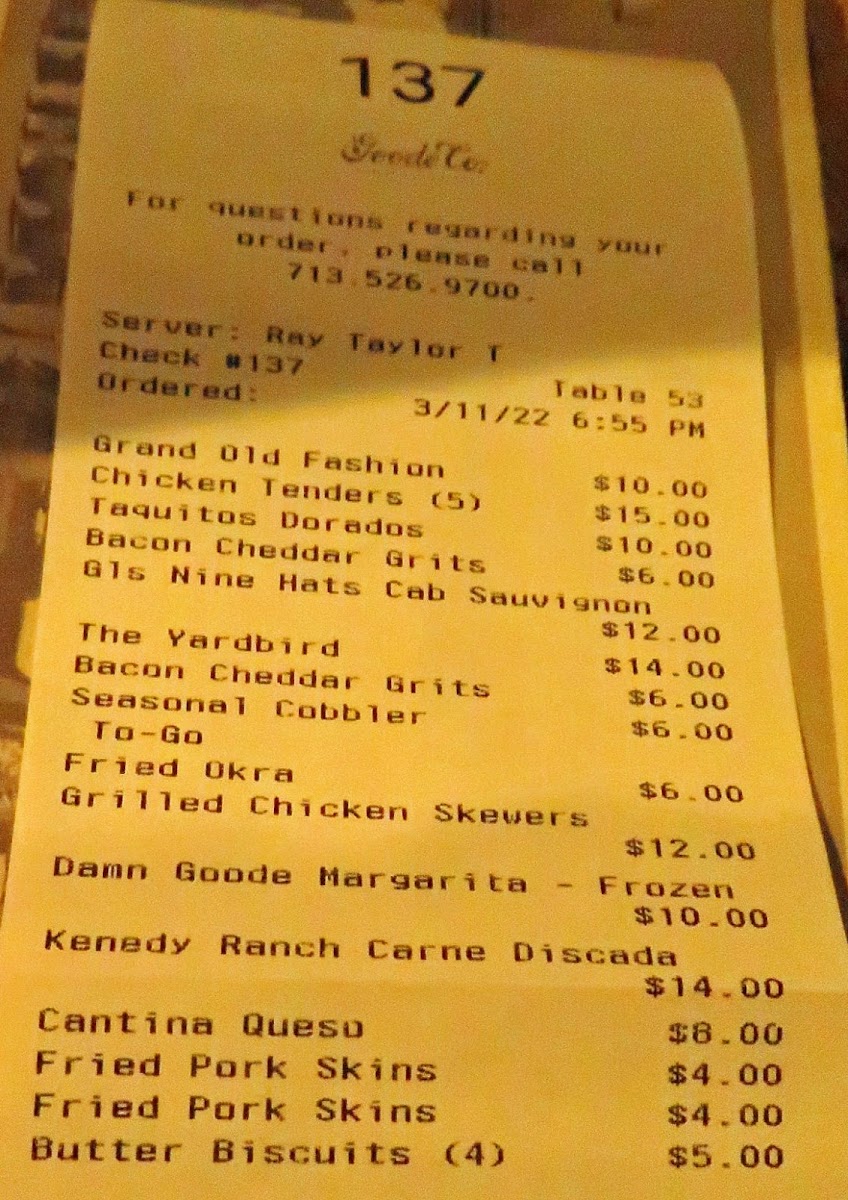 137
Goode Co.
For questions regarding your
order, please call
713.526.9700.
Server: Ray Taylor T
Check #137 Table 53
Ordered: 3/11/22 6:55 PM
Grand Old Fashion $10.00
Chicken Tenders (5) $15.00
Taquitos Dorados $10.00
Bacon Cheddar Grits $6.00
Gls Nine Hats Cab Sauvignon
$12.00
The Yardbird $14.00
Bacon Cheddar Grits $6.00
Seasonal Cobbler $6.00
To-Go
Fried Okra $6.00
Grilled Chicken Skewers
$12.00
Damn Goode Margarita - Frozen
$10.00
Kenedy Ranch Carne Discada
$14.00
Cantina Queso $8.00
Fried Pork Skins $4.00
Fried Pork Skins $4.00
Butter Biscuits (4) $5.00